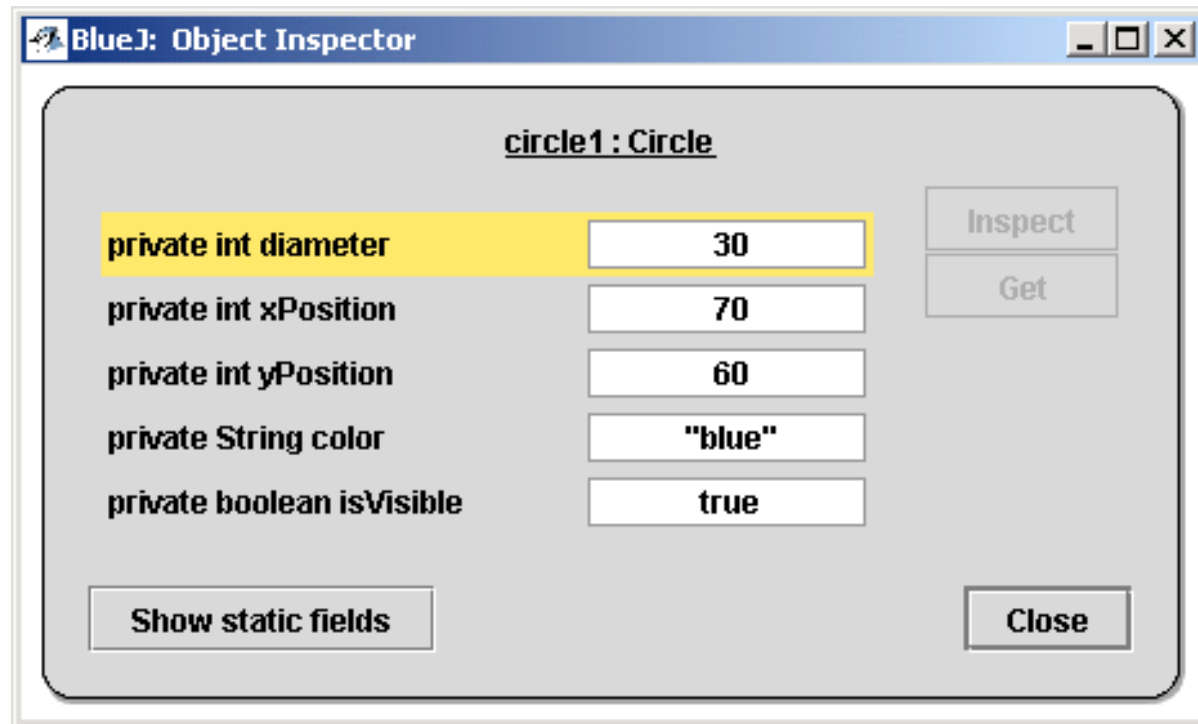 BlueJ: Object Inspector
circle1 : Circle
private int diameter 30
Inspect
private int xPosition 70
Get
private int yPosition 60
private String color "blue"
private boolean isVisible true
Show static fields Close